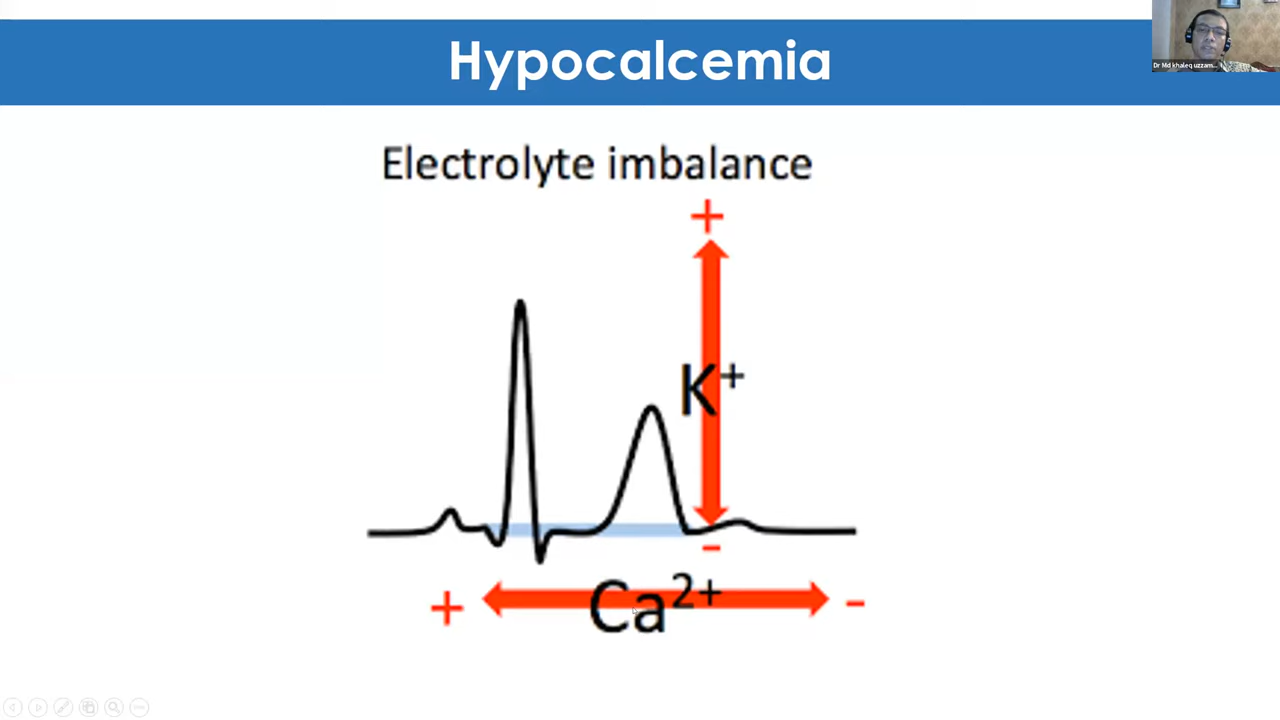 Hypocalcemia
Dr Md khaleq uzzam...
Electrolyte imbalance
+
K+
-
+ Ca2+ -